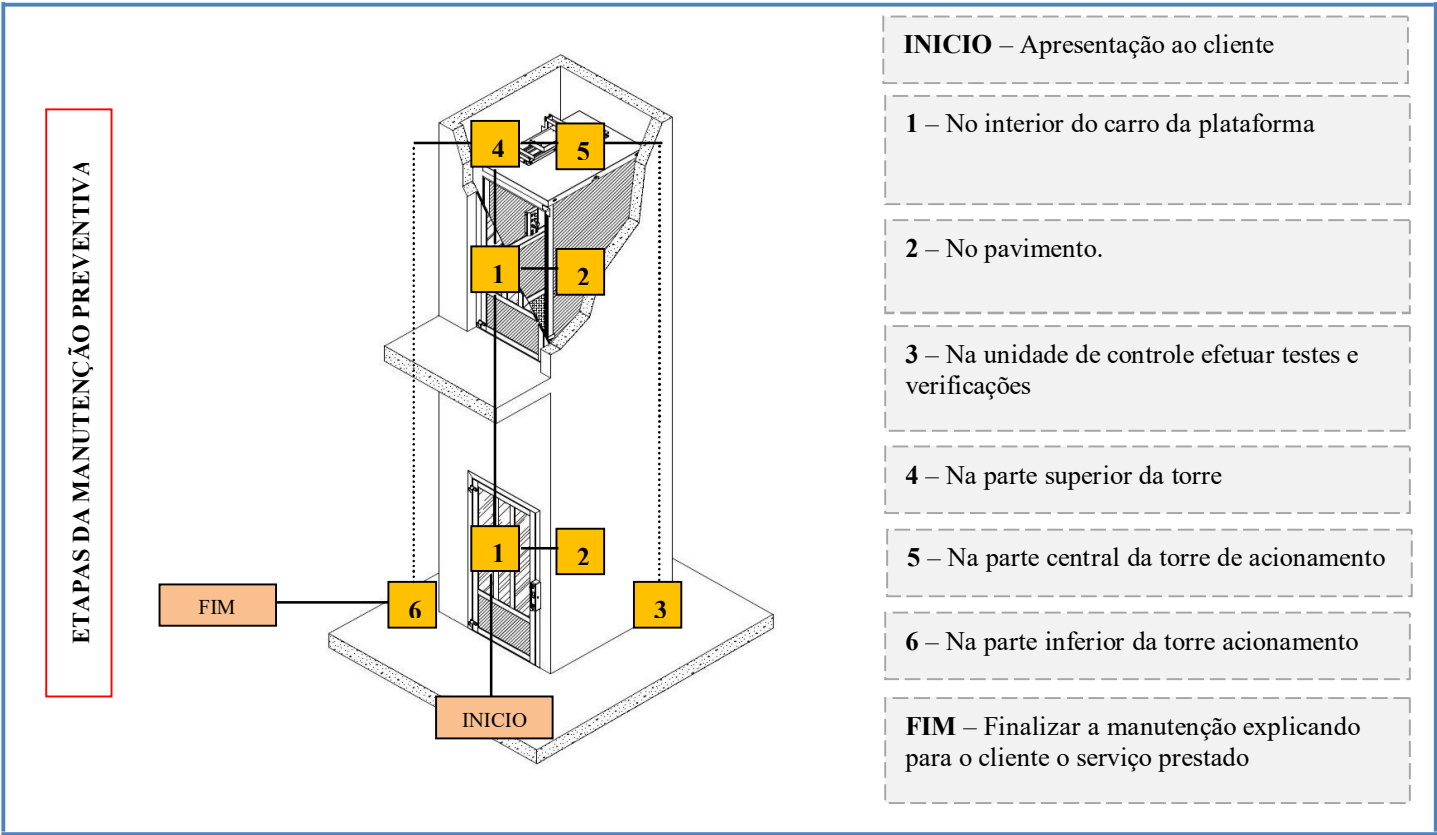 ETAPAS DA MANUTENÇÃO PREVENTIVA
4
5
1
2
1
2
6
3
FIM
INICIO
INICIO – Apresentação ao cliente
1 – No interior do carro da plataforma
2 – No pavimento.
3 – Na unidade de controle efetuar testes e
verificações
4 – Na parte superior da torre
5 – Na parte central da torre de acionamento
6 – Na parte inferior da torre acionamento
FIM – Finalizar a manutenção explicando
para o cliente o serviço prestado